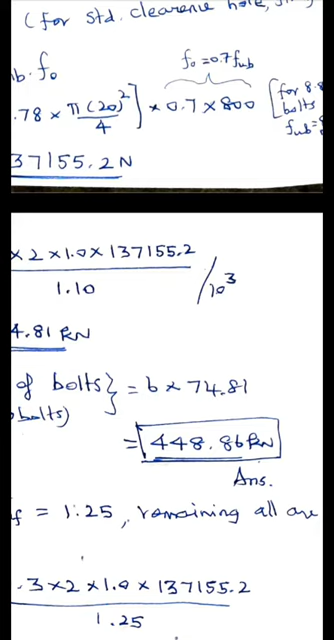 (for std. clearence hole,
nb. fo
fo = 0.7 fub
.78 × π(20)²/4] × 0.7 × 800 [for 8.8
bolts
fub=8
37155.2 N
× 2 × 1.0 × 137155.2
1.10
/10³
4.81 kN
of bolts} = 6 × 74.81
bolts)
= 448.86 kN
Ans.
f = 1.25, remaining all are
.3 × 2 × 1.0 × 137155.2
1.25